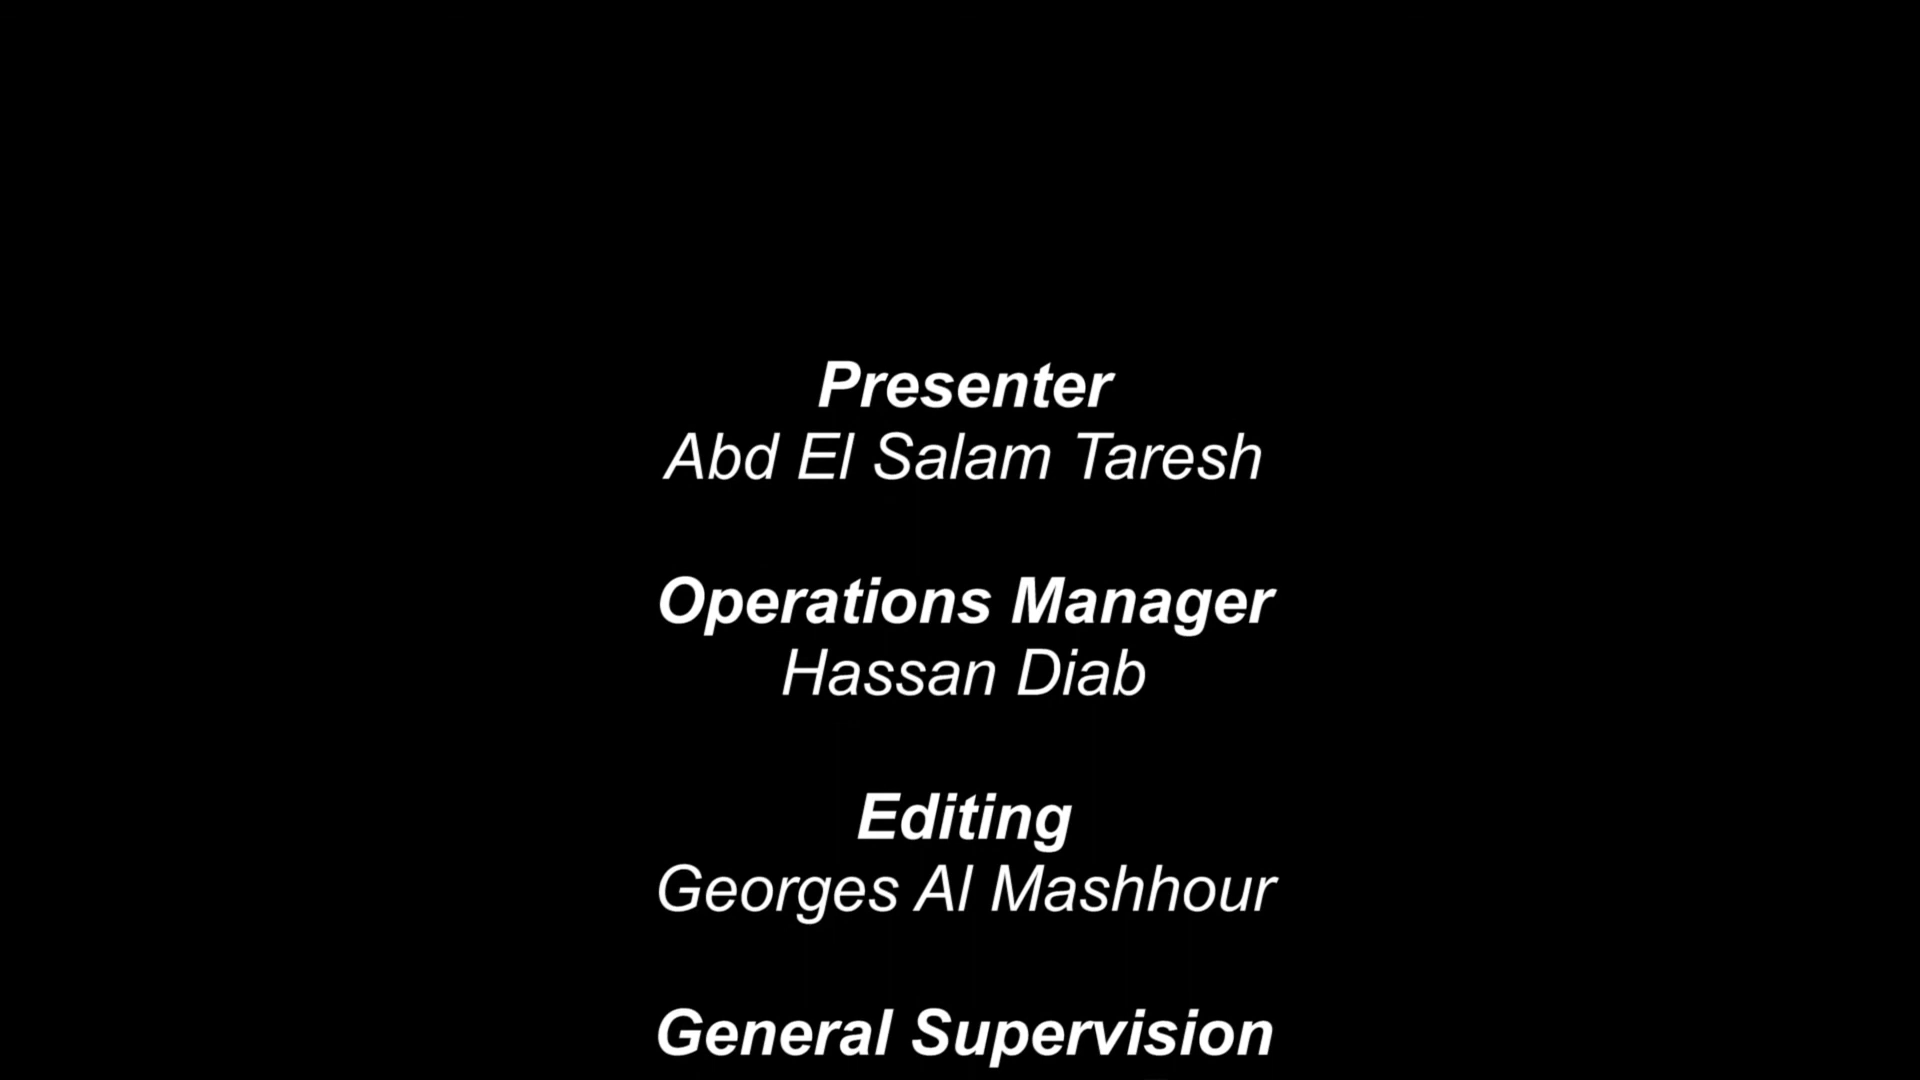 Presenter
Abd El Salam Taresh
Operations Manager
Hassan Diab
Editing
Georges Al Mashhour
General Supervision